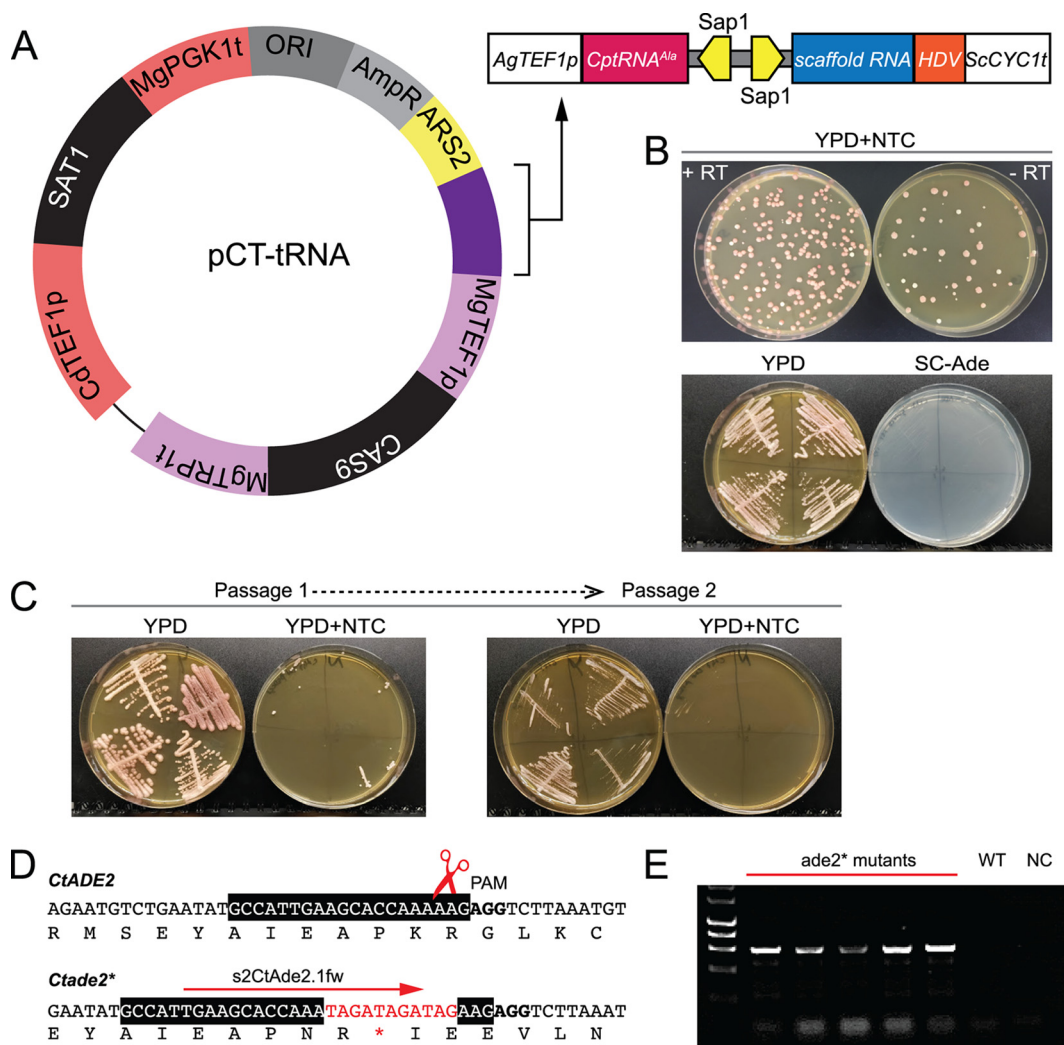 A
MgPGK1t
ORI
AmpR
ARS2
SAT1
pCT-tRNA
CdTEF1p
MgTEF1p
CAS9
MgTRP1t
Sap1
AgTEF1p CptRNA^Ala scaffold RNA HDV ScCYC1t
Sap1
B
YPD+NTC
+ RT - RT
YPD SC-Ade
C
Passage 1 Passage 2
YPD YPD+NTC YPD YPD+NTC
D
CtADE2 PAM
AGAATGTCTGAATATGCCATTGAAGCACCAAAAAGAGGTCTTAAATGT
R M S E Y A I E A P K R G L K C
Ctade2* s2CtAde2.1fw
GAATATGCCATTGAAGCACCAAATAGATAGATAGAAGAGGTCTTAAAT
E Y A I E A P N R * I E E V L N
E
ade2* mutants WT NC